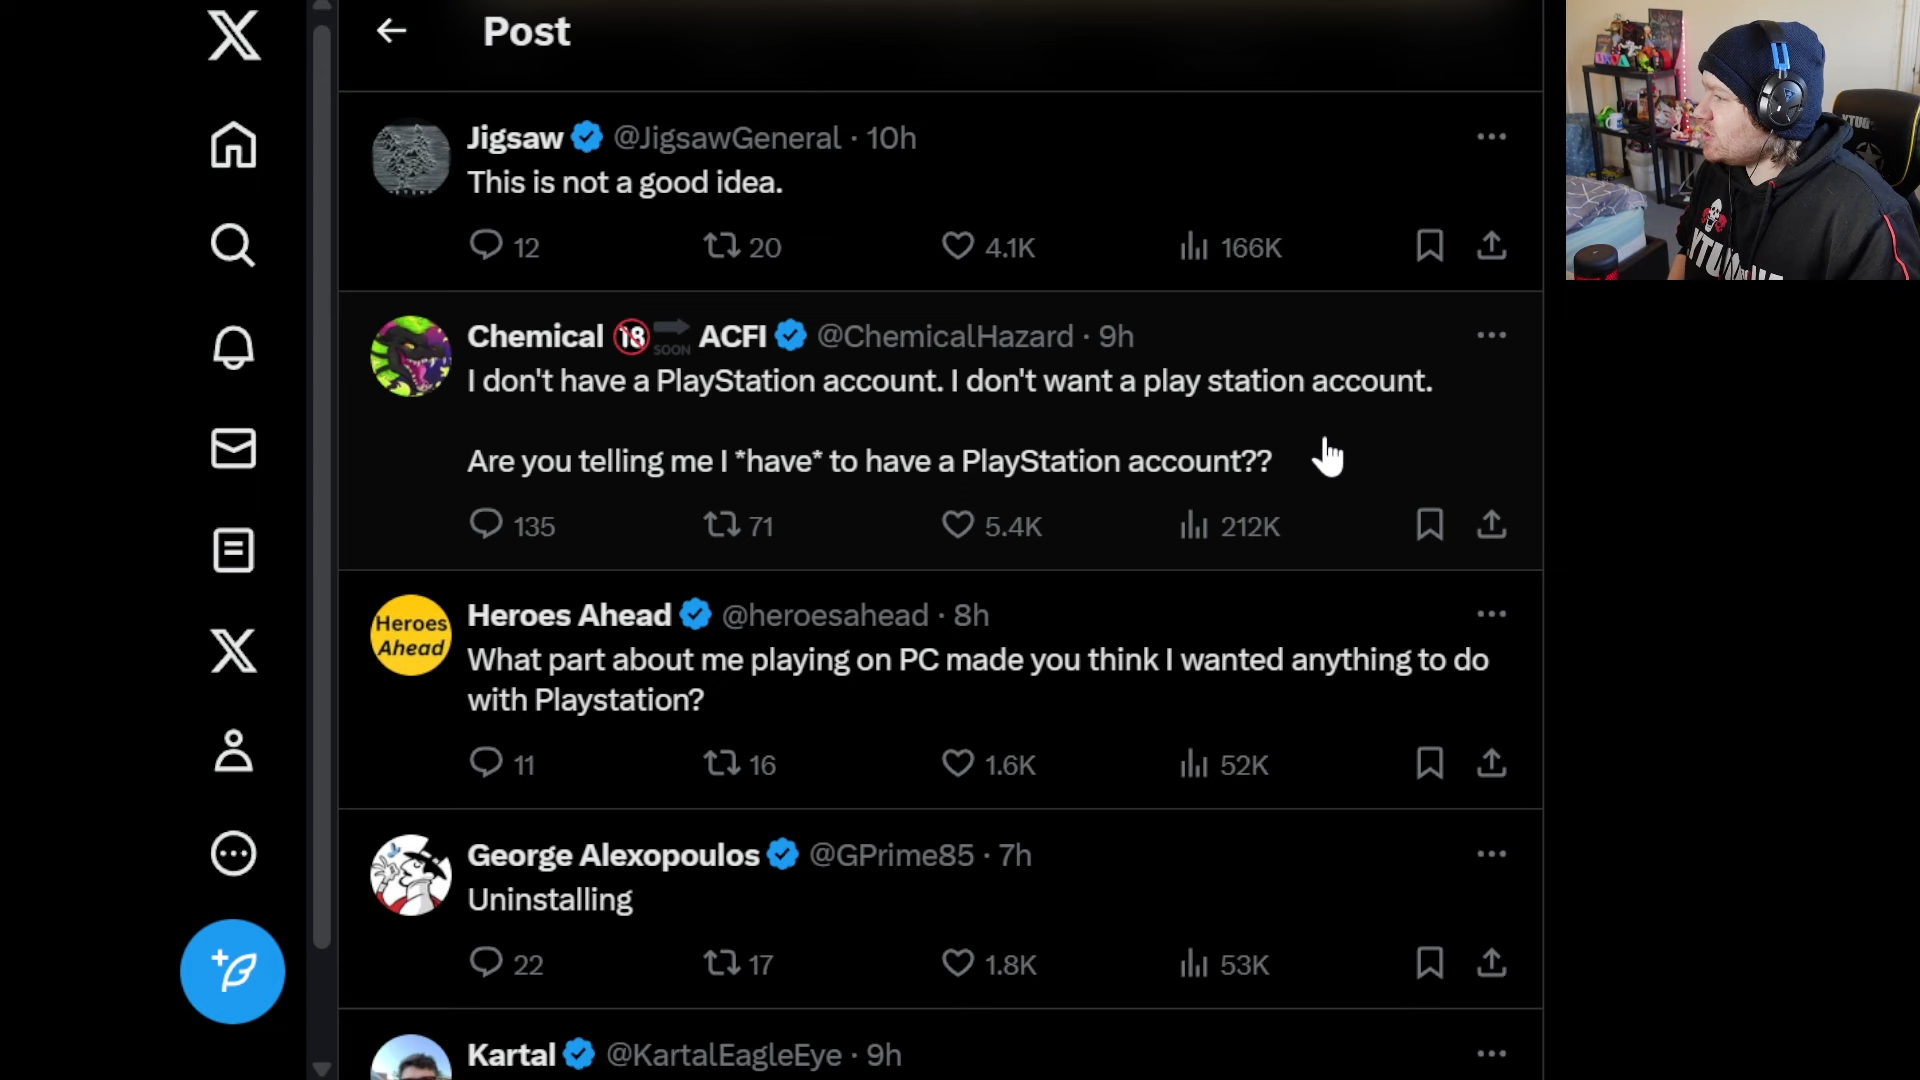 Post
Jigsaw @JigsawGeneral · 10h
This is not a good idea.
12 20 4.1K 166K
Chemical 🔞 SOON ACFI @ChemicalHazard · 9h
I don't have a PlayStation account. I don't want a play station account.
Are you telling me I *have* to have a PlayStation account??
135 71 5.4K 212K
Heroes
Ahead
Heroes Ahead @heroesahead · 8h
What part about me playing on PC made you think I wanted anything to do
with Playstation?
11 16 1.6K 52K
George Alexopoulos @GPrime85 · 7h
Uninstalling
22 17 1.8K 53K
Kartal @KartalEagleEye · 9h